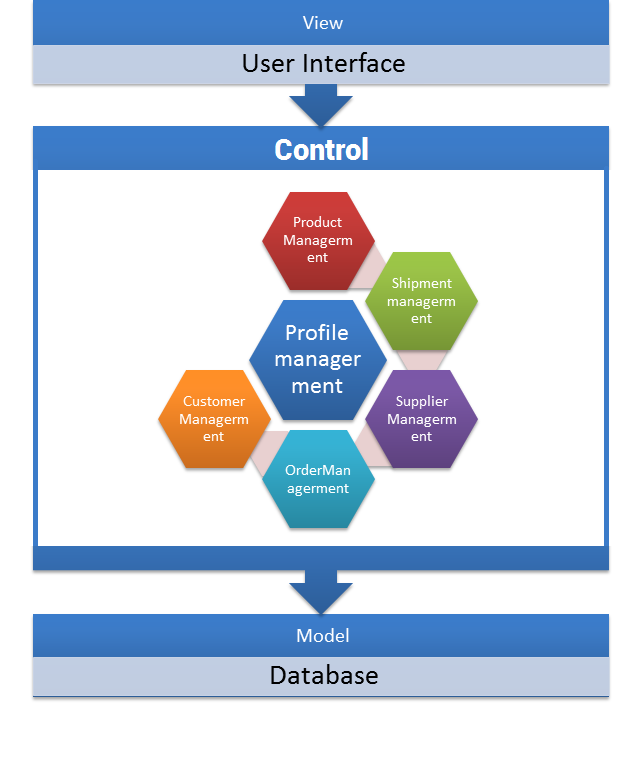 View
User Interface
Control
Product
Managerm
ent
Shipment
managerm
ent
Profile
manager
ment
Customer
Managerm
ent
Supplier
Managerm
ent
OrderMan
agerment
Model
Database